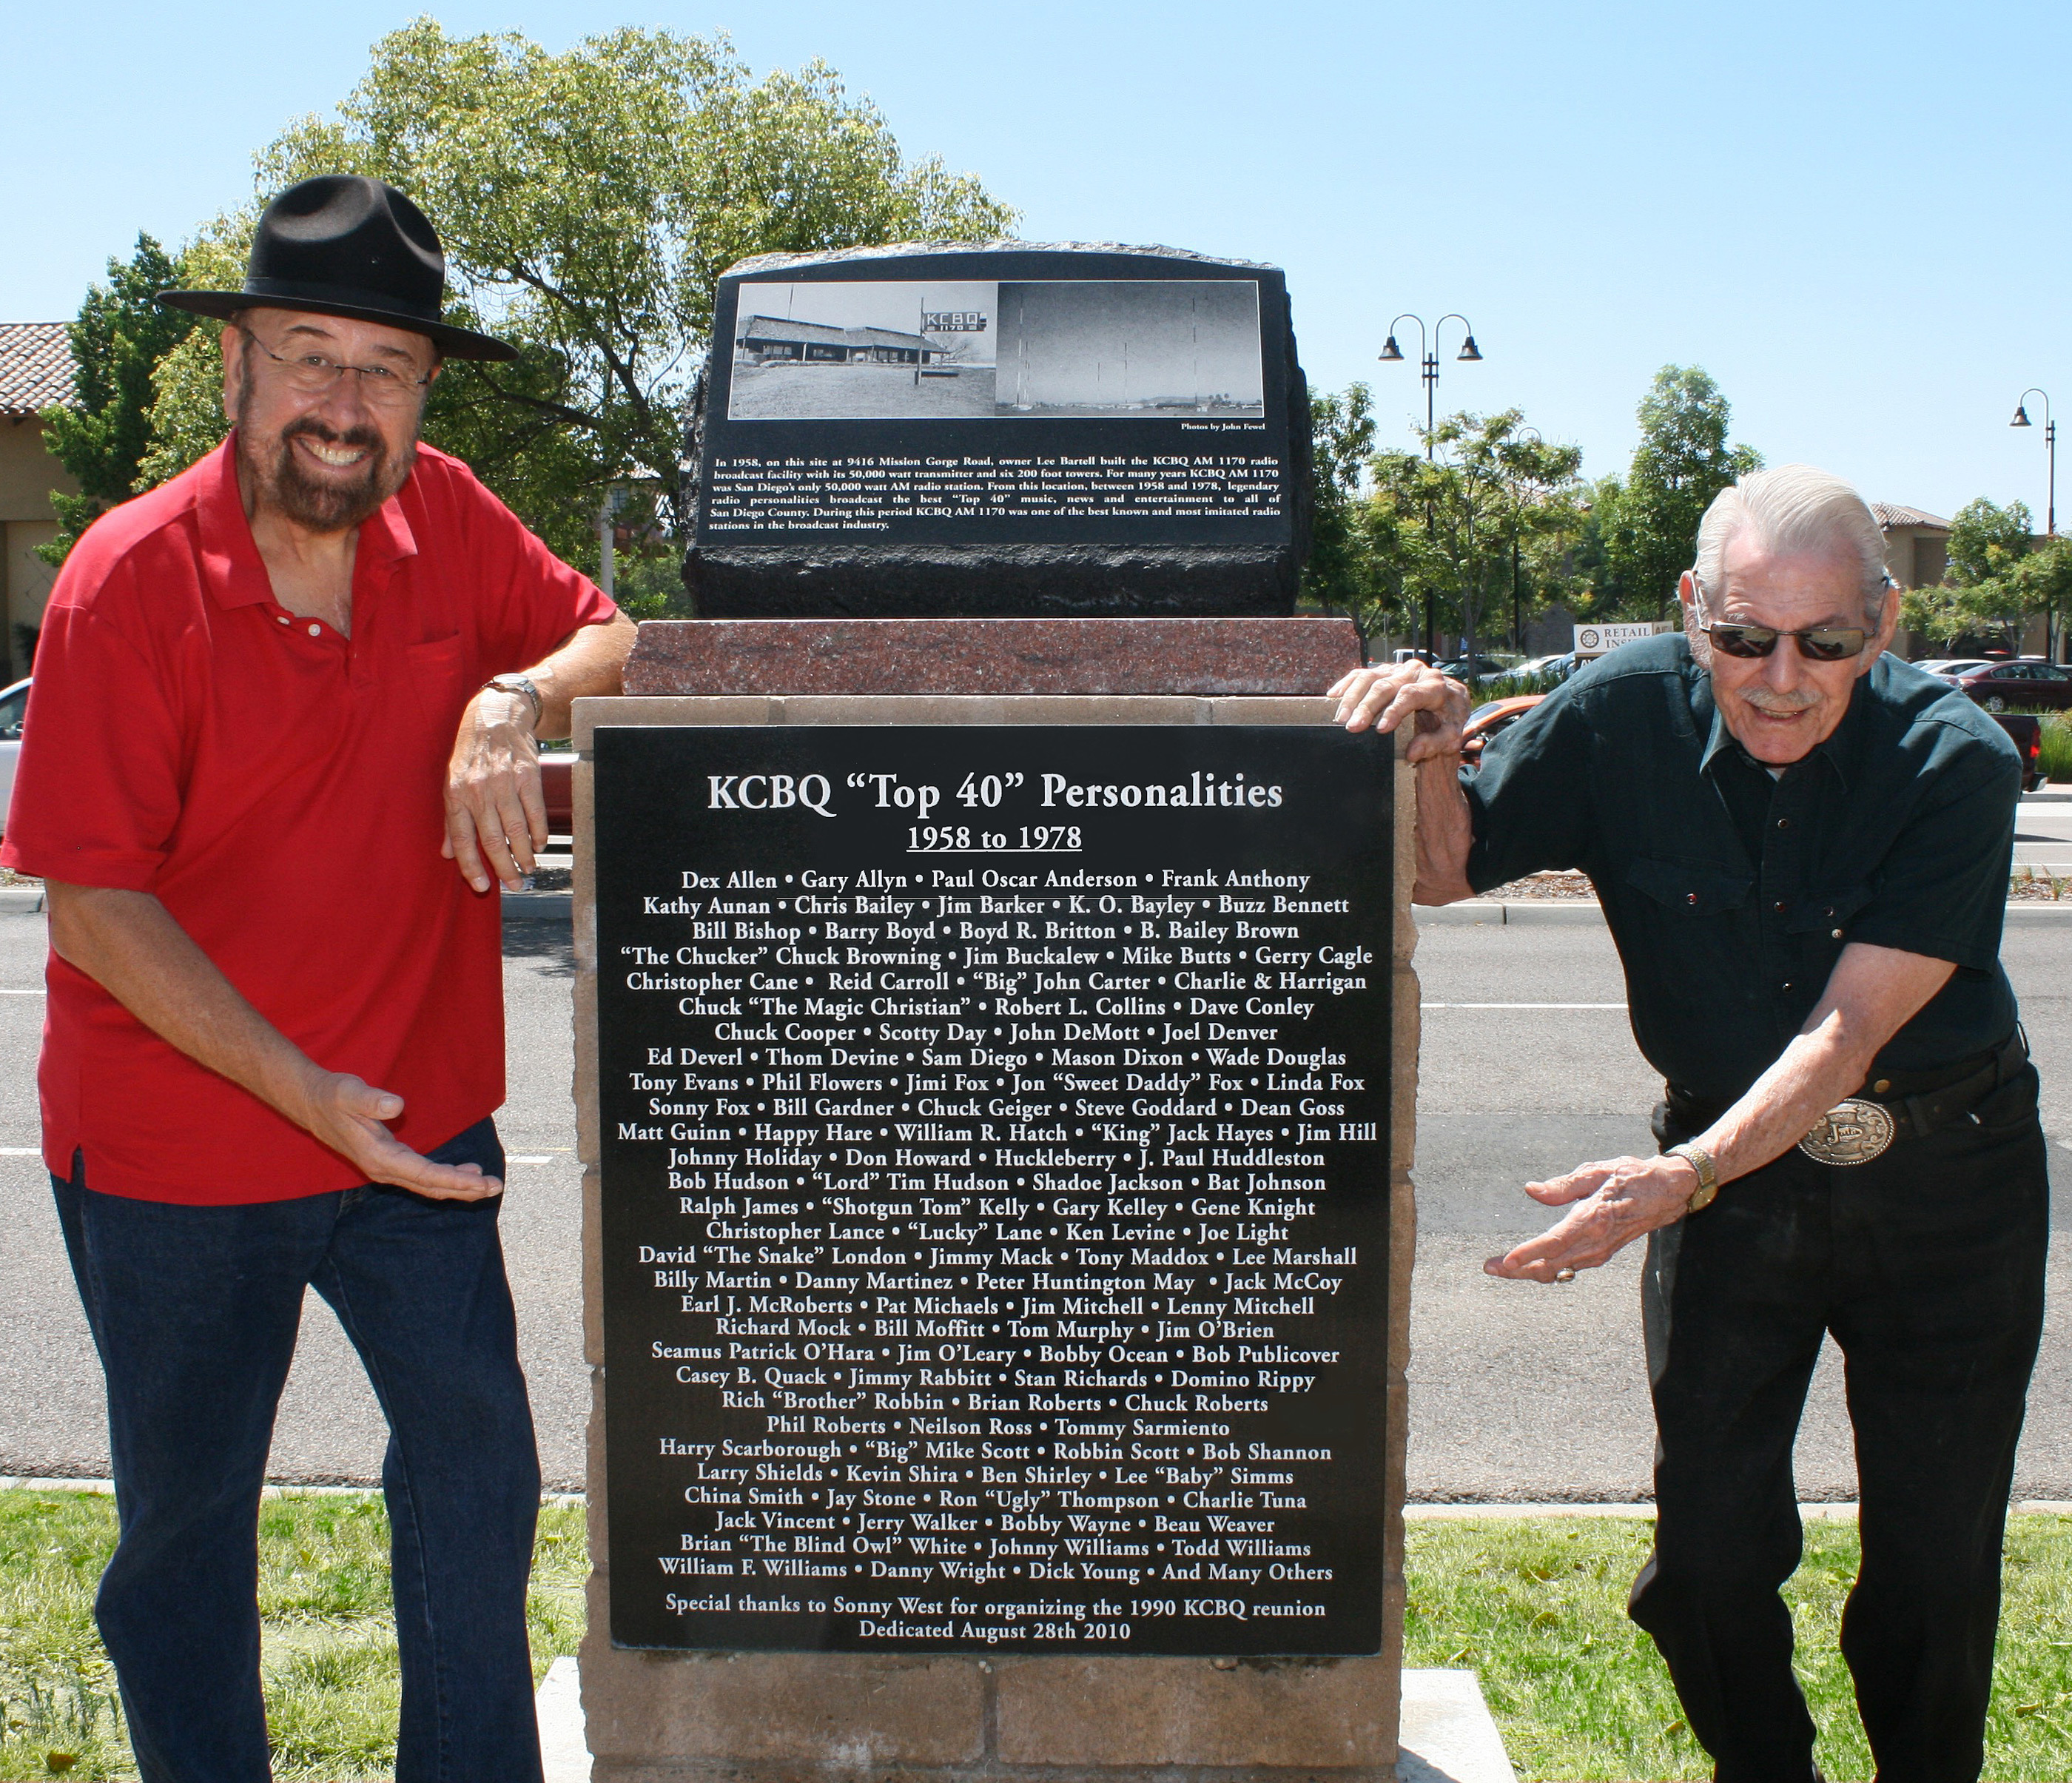 KCBQ
1170
Photos by John Fewel
In 1958, on this site at 9416 Mission Gorge Road, owner Lee Bartell built the KCBQ AM 1170 radio
broadcast facility with its 50,000 watt transmitter and six 200 foot towers. For many years KCBQ AM 1170
was San Diego's only 50,000 watt AM radio station. From this location, between 1958 and 1978, legendary
radio personalities broadcast the best "Top 40" music, news and entertainment to all of
San Diego County. During this period KCBQ AM 1170 was one of the best known and most imitated radio
stations in the broadcast industry.
RETAIL
KCBQ “Top 40” Personalities
1958 to 1978
Dex Allen • Gary Allyn • Paul Oscar Anderson • Frank Anthony
Kathy Aunan • Chris Bailey • Jim Barker • K. O. Bayley • Buzz Bennett
Bill Bishop • Barry Boyd • Boyd R. Britton • B. Bailey Brown
“The Chucker” Chuck Browning • Jim Buckalew • Mike Butts • Gerry Cagle
Christopher Cane • Reid Carroll • “Big” John Carter • Charlie & Harrigan
Chuck “The Magic Christian” • Robert L. Collins • Dave Conley
Chuck Cooper • Scotty Day • John DeMott • Joel Denver
Ed Deverl • Thom Devine • Sam Diego • Mason Dixon • Wade Douglas
Tony Evans • Phil Flowers • Jimi Fox • Jon “Sweet Daddy” Fox • Linda Fox
Sonny Fox • Bill Gardner • Chuck Geiger • Steve Goddard • Dean Goss
Matt Guinn • Happy Hare • William R. Hatch • “King” Jack Hayes • Jim Hill
Johnny Holiday • Don Howard • Huckleberry • J. Paul Huddleston
Bob Hudson • “Lord” Tim Hudson • Shadoe Jackson • Bat Johnson
Ralph James • “Shotgun Tom” Kelly • Gary Kelley • Gene Knight
Christopher Lance • “Lucky” Lane • Ken Levine • Joe Light
David “The Snake” London • Jimmy Mack • Tony Maddox • Lee Marshall
Billy Martin • Danny Martinez • Peter Huntington May • Jack McCoy
Earl J. McRoberts • Pat Michaels • Jim Mitchell • Lenny Mitchell
Richard Mock • Bill Moffitt • Tom Murphy • Jim O’Brien
Seamus Patrick O’Hara • Jim O’Leary • Bobby Ocean • Bob Publicover
Casey B. Quack • Jimmy Rabbitt • Stan Richards • Domino Rippy
Rich “Brother” Robbin • Brian Roberts • Chuck Roberts
Phil Roberts • Neilson Ross • Tommy Sarmiento
Harry Scarborough • “Big” Mike Scott • Robbin Scott • Bob Shannon
Larry Shields • Kevin Shira • Ben Shirley • Lee “Baby” Simms
China Smith • Jay Stone • Ron “Ugly” Thompson • Charlie Tuna
Jack Vincent • Jerry Walker • Bobby Wayne • Beau Weaver
Brian “The Blind Owl” White • Johnny Williams • Todd Williams
William F. Williams • Danny Wright • Dick Young • And Many Others
Special thanks to Sonny West for organizing the 1990 KCBQ reunion
Dedicated August 28th 2010